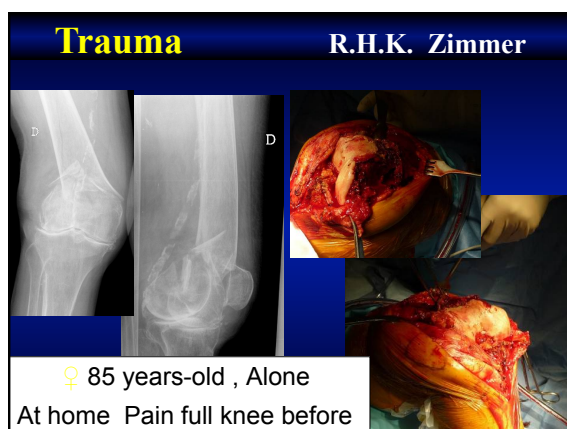 Trauma R.H.K. Zimmer
D
D
♀ 85 years-old , Alone
At home Pain full knee before